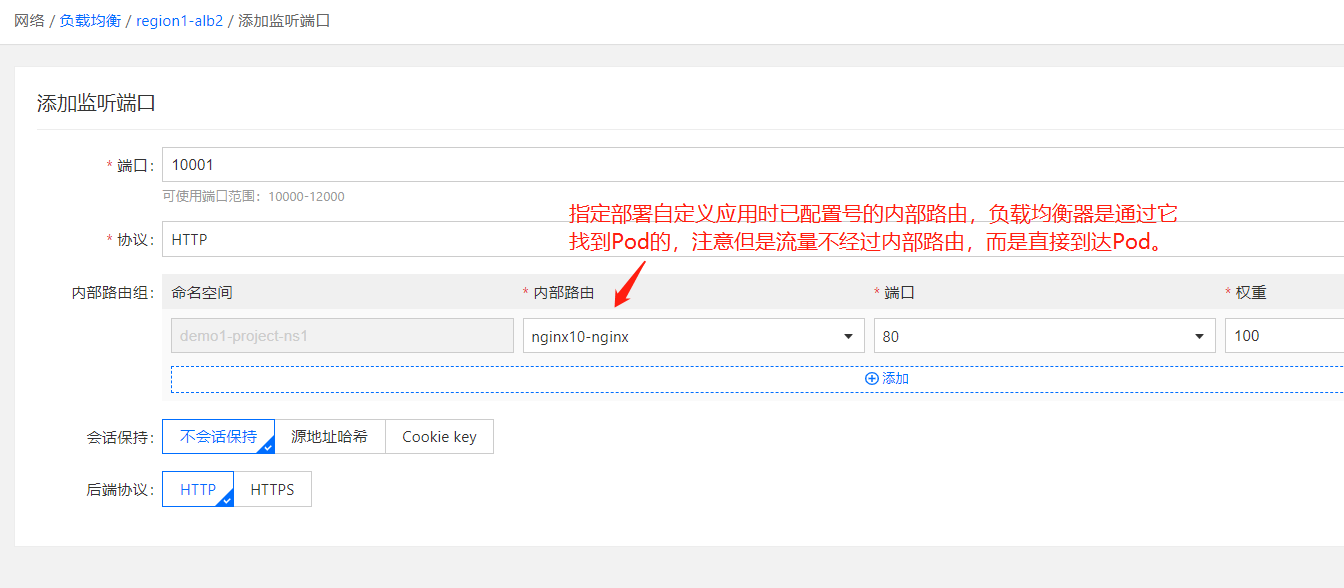 网络 / 负载均衡 / region1-alb2 / 添加监听端口
添加监听端口
* 端口: 10001
可使用端口范围: 10000-12000
指定部署自定义应用时已配置号的内部路由，负载均衡器是通过它
找到Pod的，注意但是流量不经过内部路由，而是直接到达Pod。
* 协议: HTTP
内部路由组: 命名空间 * 内部路由 * 端口 * 权重
demo1-project-ns1 nginx10-nginx 80 100
添加
会话保持: 不会话保持 源地址哈希 Cookie key
后端协议: HTTP HTTPS